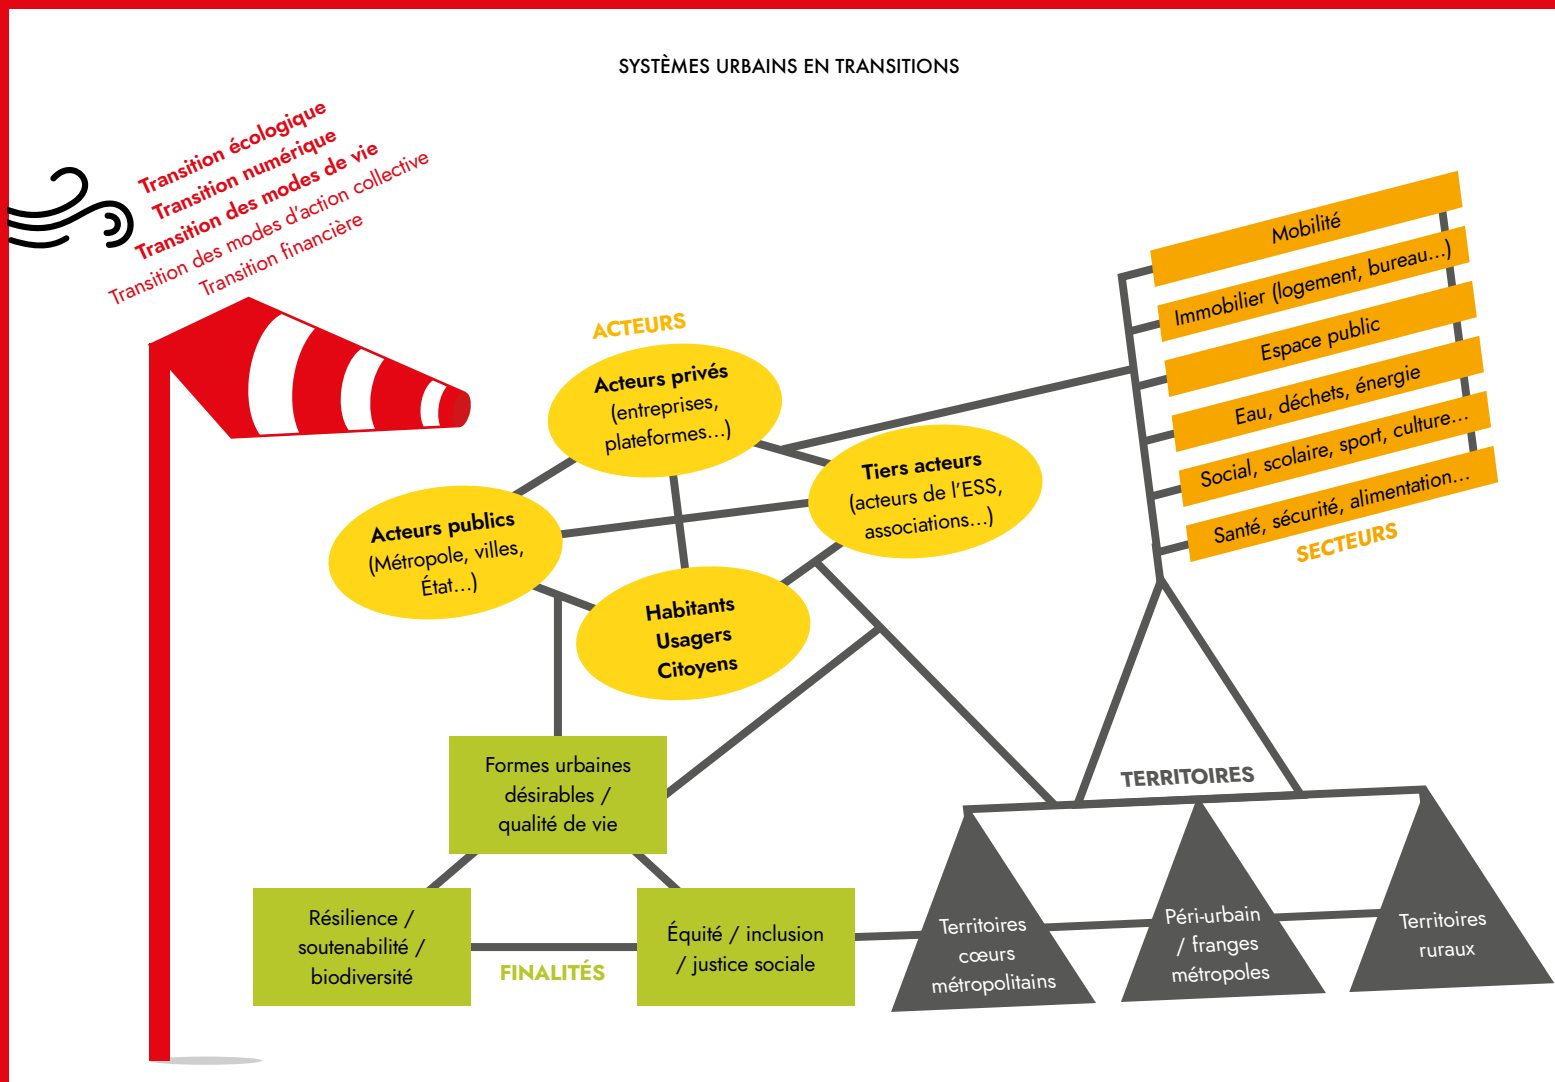 SYSTÈMES URBAINS EN TRANSITIONS
Transition écologique
Transition numérique
Transition des modes de vie
Transition des modes d'action collective
Transition financière
ACTEURS
Acteurs privés
(entreprises,
plateformes...)
Tiers acteurs
(acteurs de l'ESS,
associations...)
Acteurs publics
(Métropole, villes,
État...)
Habitants
Usagers
Citoyens
Mobilité
Immobilier (logement, bureau...)
Espace public
Eau, déchets, énergie
Social, scolaire, sport, culture...
Santé, sécurité, alimentation...
SECTEURS
Formes urbaines
désirables /
qualité de vie
Résilience /
soutenabilité /
biodiversité
FINALITÉS
Équité / inclusion
/ justice sociale
TERRITOIRES
Territoires
cœurs
métropolitains
Péri-urbain
/ franges
métropoles
Territoires
ruraux